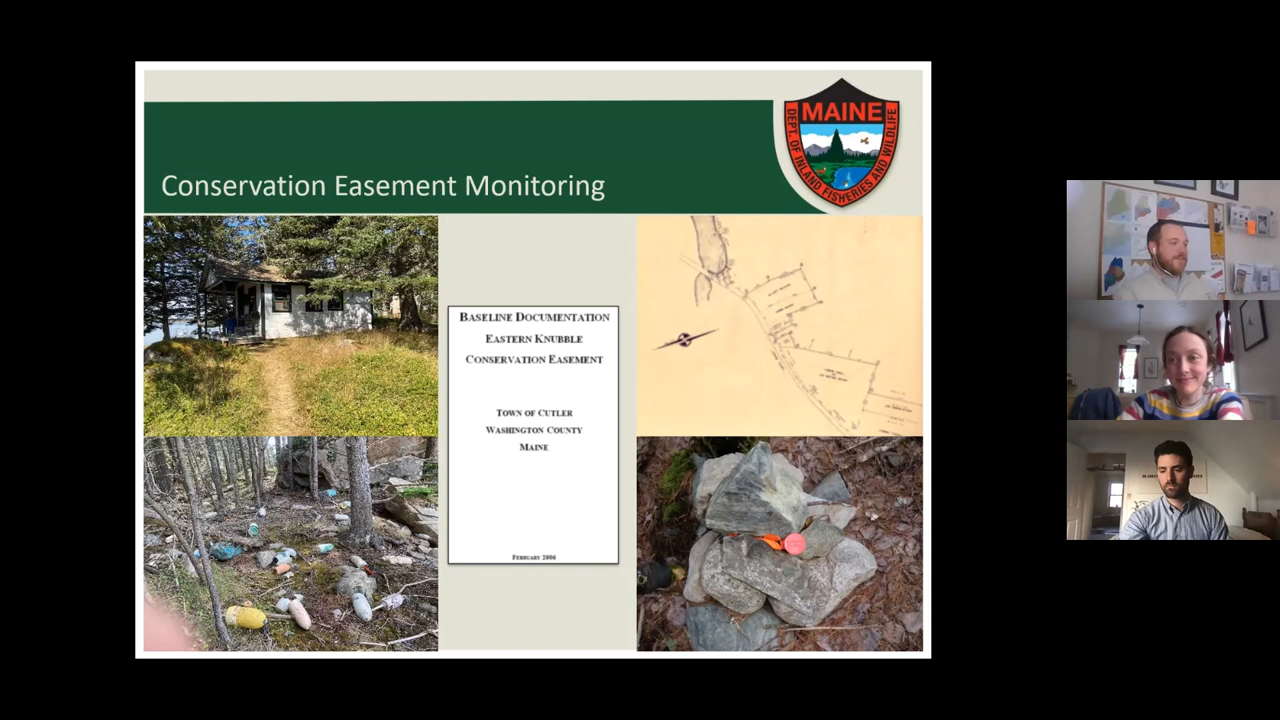 MAINE
DEPT. OF INLAND FISHERIES AND WILDLIFE
Conservation Easement Monitoring
BASELINE DOCUMENTATION
EASTERN KNUBBLE
CONSERVATION EASEMENT
TOWN OF CUTLER
WASHINGTON COUNTY
MAINE
FEBRUARY 2006